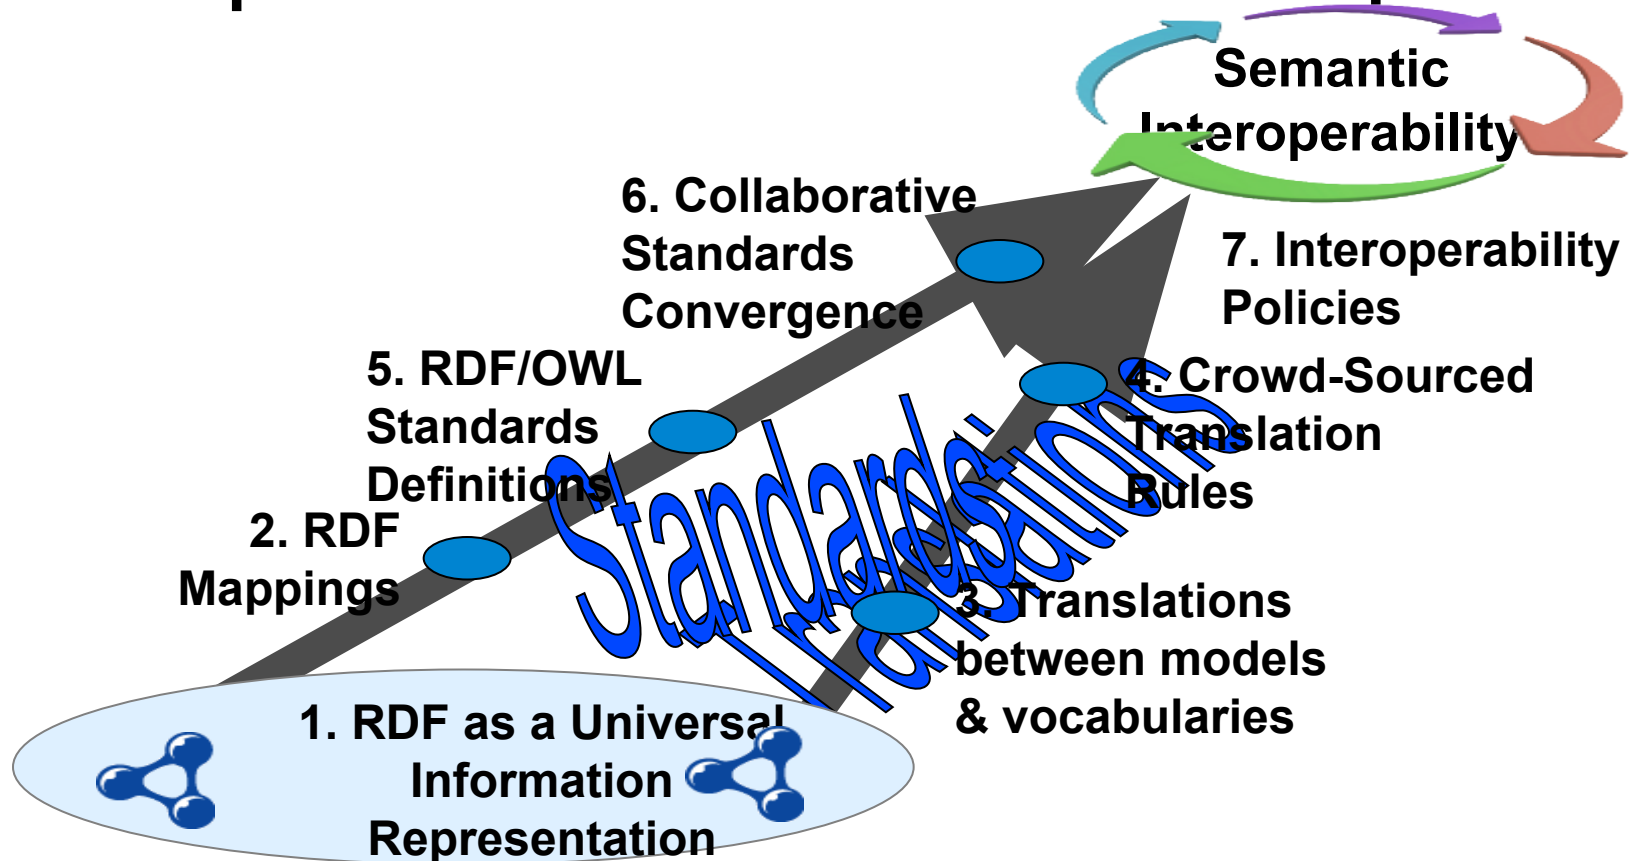 Semantic
Interoperability
6. Collaborative
Standards
Convergence
7. Interoperability
Policies
5. RDF/OWL
Standards
Definitions
4. Crowd-Sourced
Translation
Rules
2. RDF
Mappings
Standards
Translations
3. Translations
between models
& vocabularies
1. RDF as a Universal
Information
Representation